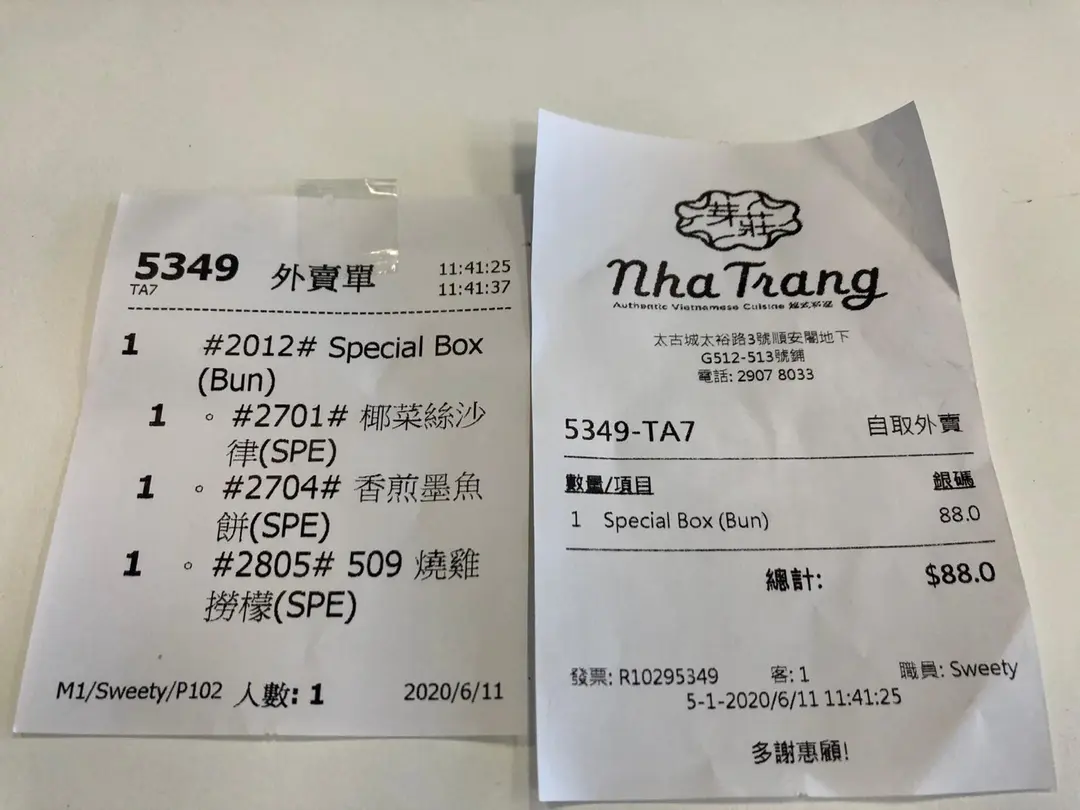 5349 外賣單 11:41:25
TA7 11:41:37
1 #2012# Special Box
(Bun)
1 。 #2701# 椰菜絲沙
律(SPE)
1 。 #2704# 香煎墨魚
餅(SPE)
1 。 #2805# 509 燒雞
撈檬(SPE)
M1/Sweety/P102 人數: 1 2020/6/11
芽莊
Nha Trang
Authentic Vietnamese Cuisine
太古城太裕路3號順安閣地下
G512-513號鋪
電話: 2907 8033
5349-TA7 自取外賣
數量/項目 銀碼
1 Special Box (Bun) 88.0
總計: $88.0
發票: R10295349 客: 1 職員: Sweety
5-1-2020/6/11 11:41:25
多謝惠顧!